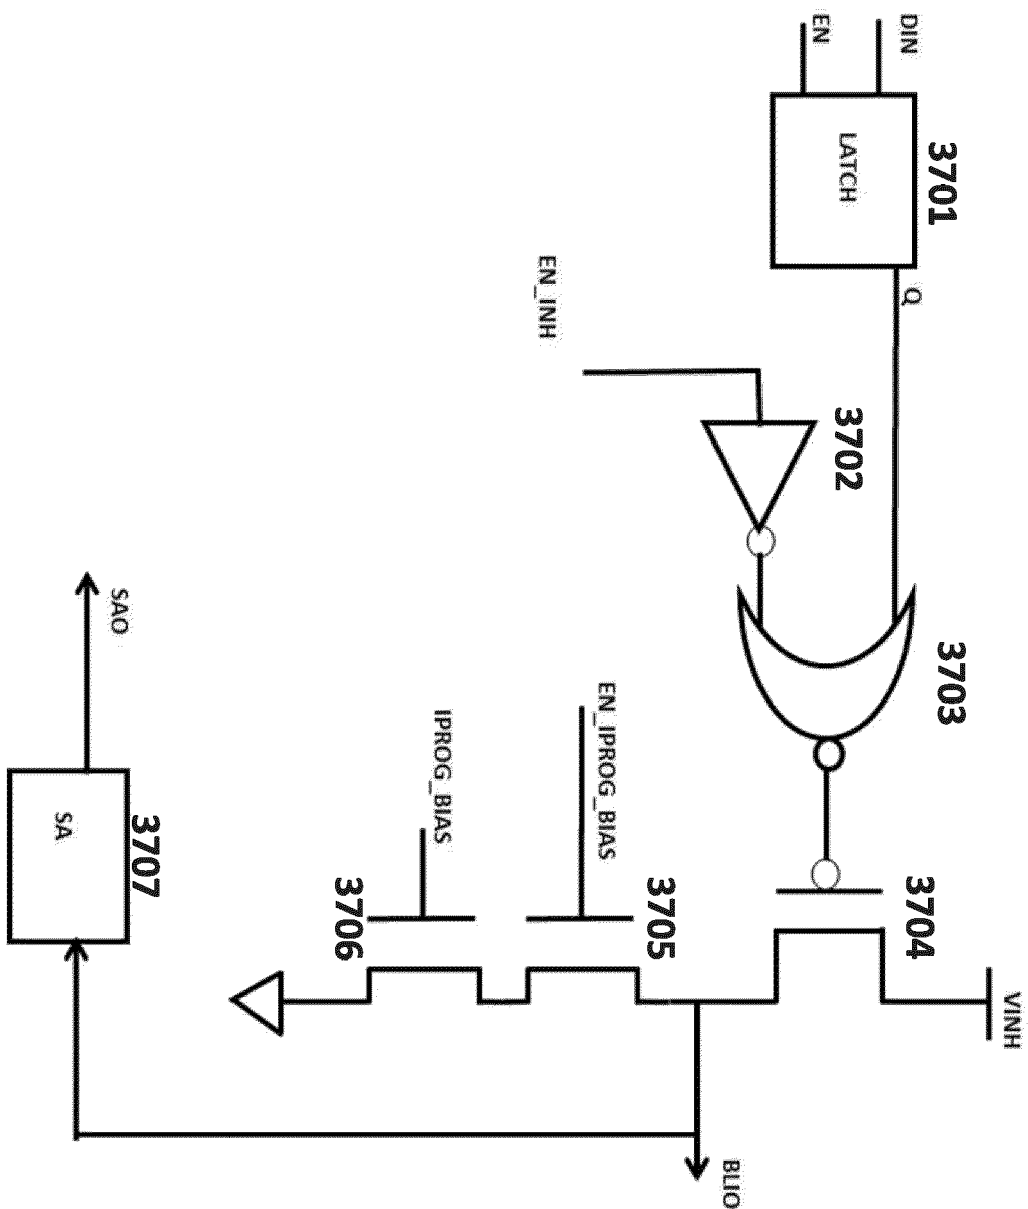 DIN
EN
LATCH
3701
Q
EN_INH
3702
3703
3704
VINH
EN_IPROG_BIAS
3705
IPROG_BIAS
3706
BLIO
SAO
SA
3707